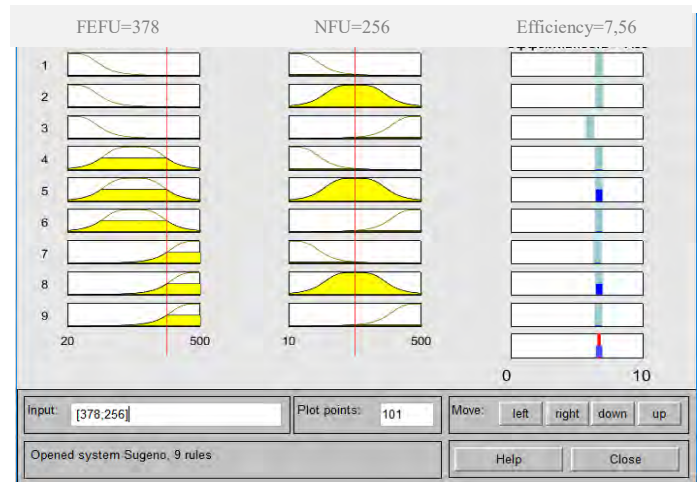 FEFU=378 NFU=256 Efficiency=7,56
1
2
3
4
5
6
7
8
9
20 500 10 500
0 10
Input: [378;256] Plot points: 101 Move: left right down up
Opened system Sugeno, 9 rules Help Close